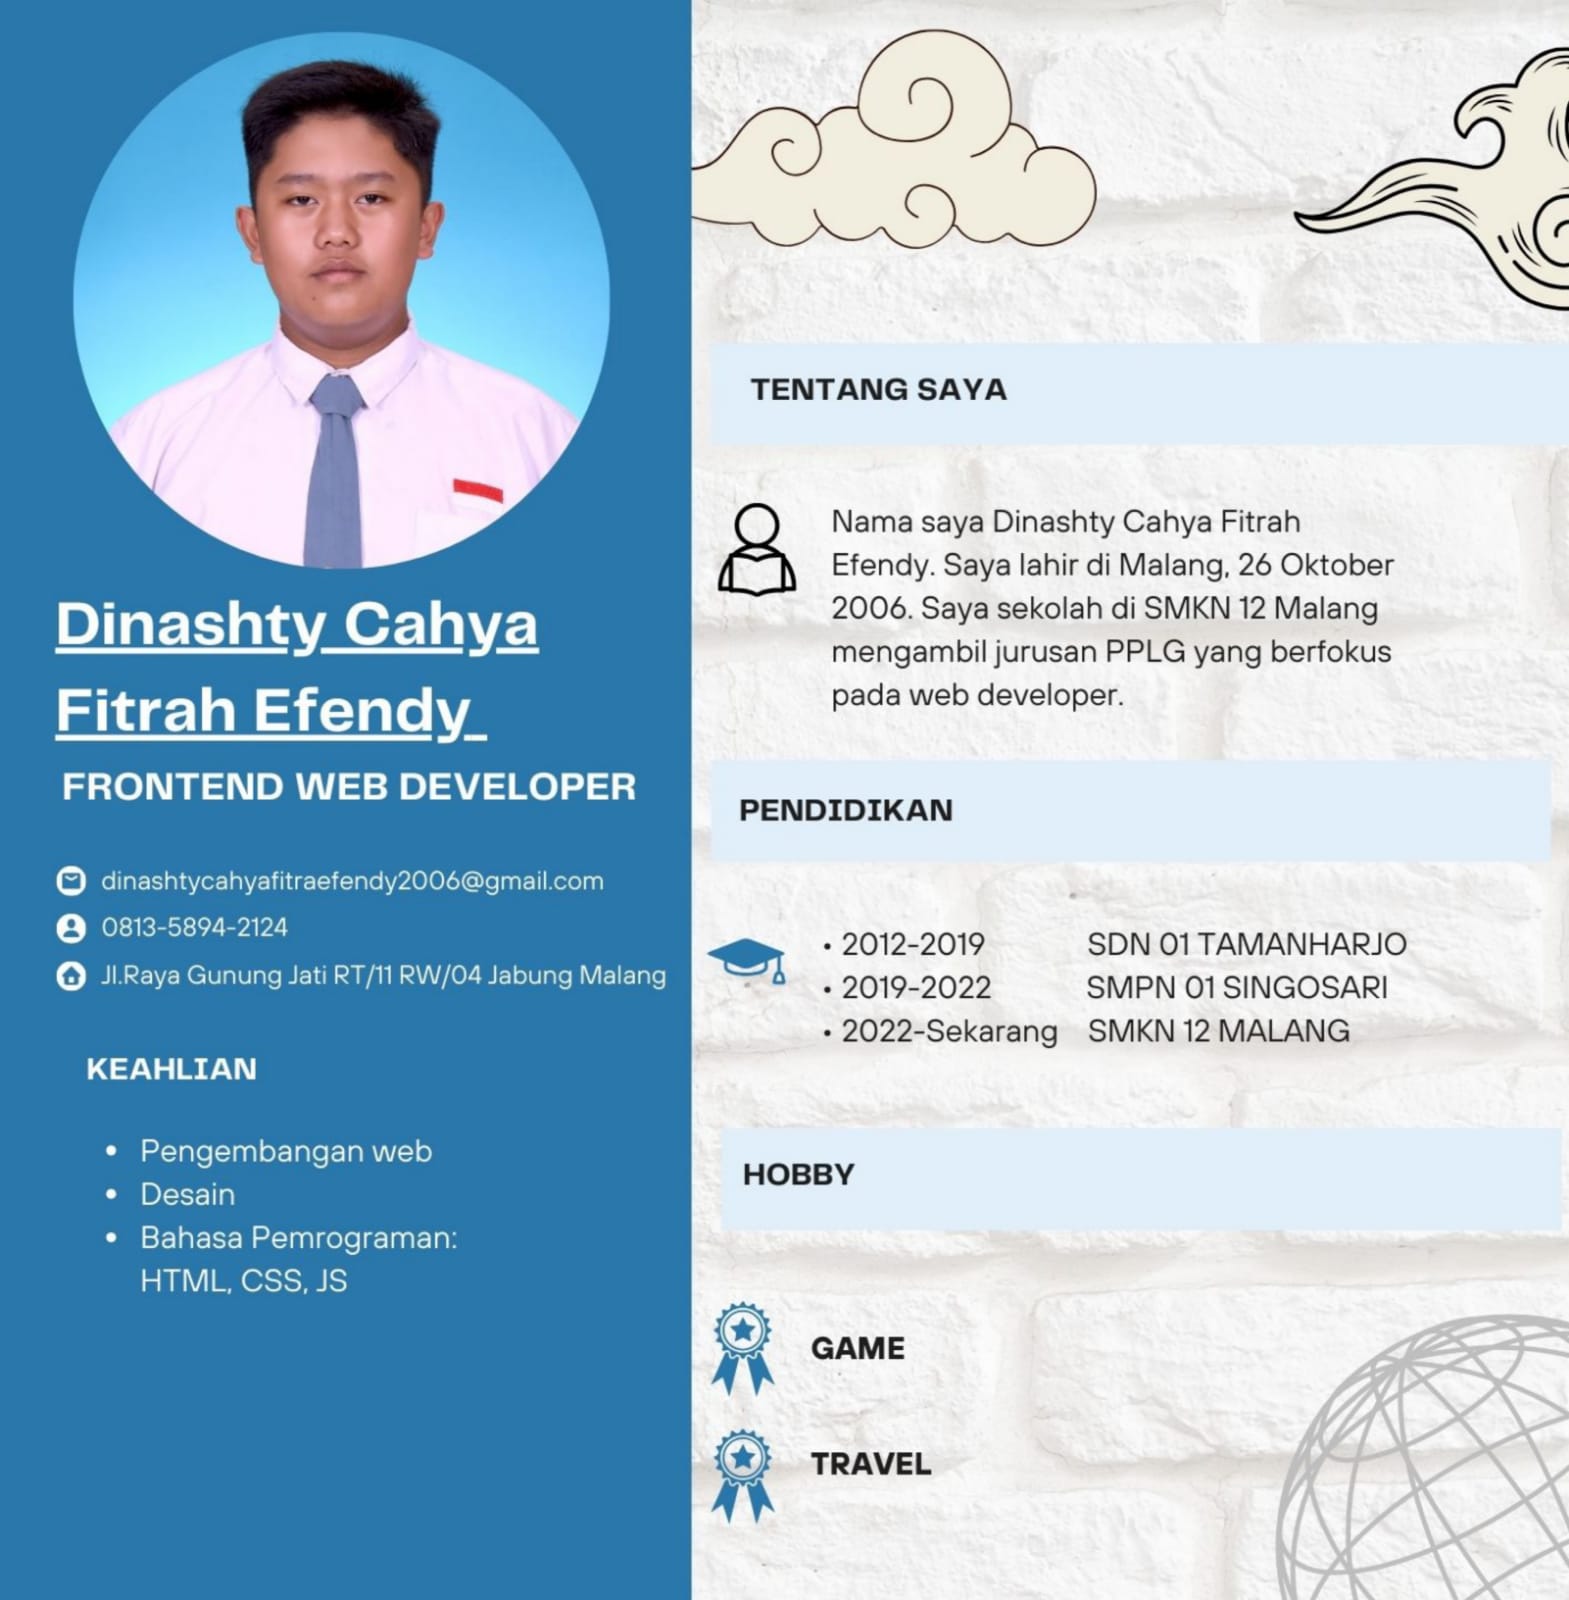 Dinashty Cahya
Fitrah Efendy
FRONTEND WEB DEVELOPER
dinashtycahyafitraefendy2006@gmail.com
0813-5894-2124
Jl.Raya Gunung Jati RT/11 RW/04 Jabung Malang
KEAHLIAN
• Pengembangan web
• Desain
• Bahasa Pemrograman:
HTML, CSS, JS
TENTANG SAYA
Nama saya Dinashty Cahya Fitrah
Efendy. Saya lahir di Malang, 26 Oktober
2006. Saya sekolah di SMKN 12 Malang
mengambil jurusan PPLG yang berfokus
pada web developer.
PENDIDIKAN
• 2012-2019 SDN 01 TAMANHARJO
• 2019-2022 SMPN 01 SINGOSARI
• 2022-Sekarang SMKN 12 MALANG
HOBBY
GAME
TRAVEL